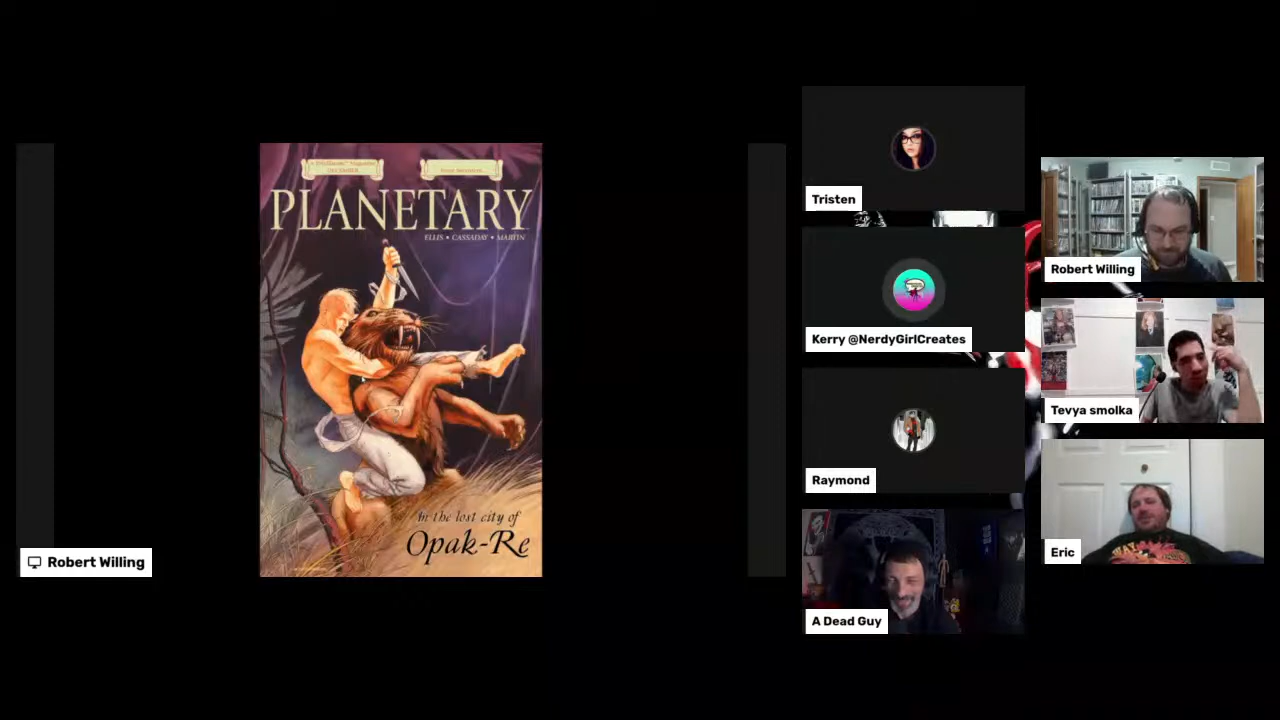 DECEMBER
PLANETARY
ELLIS • CASSADAY • MARTIN
In the lost city of
Opak-Re
Robert Willing
Tristen
Kerry @NerdyGirlCreates
Raymond
A Dead Guy
Robert Willing
Tevya smolka
Eric